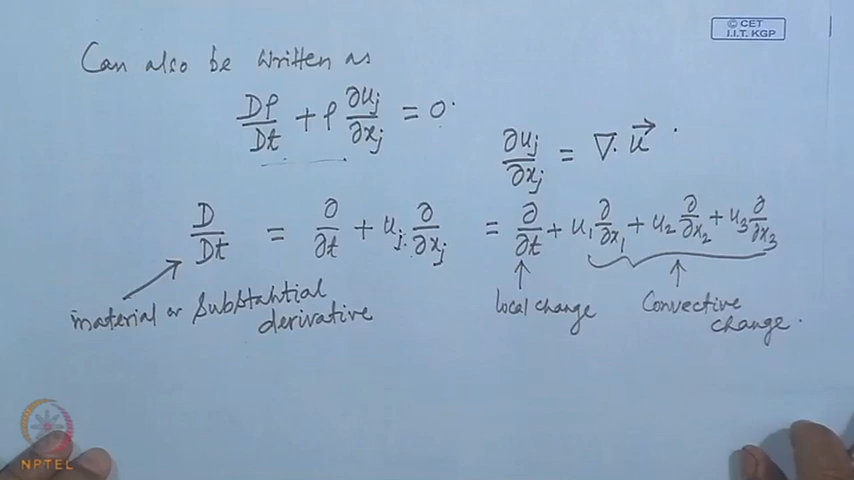 © CET
I.I.T. KGP
Can also be written as
Dρ/Dt + ρ ∂uj/∂xj = 0.
∂uj/∂xj = ∇. u⃗ .
D/Dt = ∂/∂t + uj ∂/∂xj = ∂/∂t + u1 ∂/∂x1 + u2 ∂/∂x2 + u3 ∂/∂x3
material or Substantial
derivative
local change
Convective
change.
NPTEL